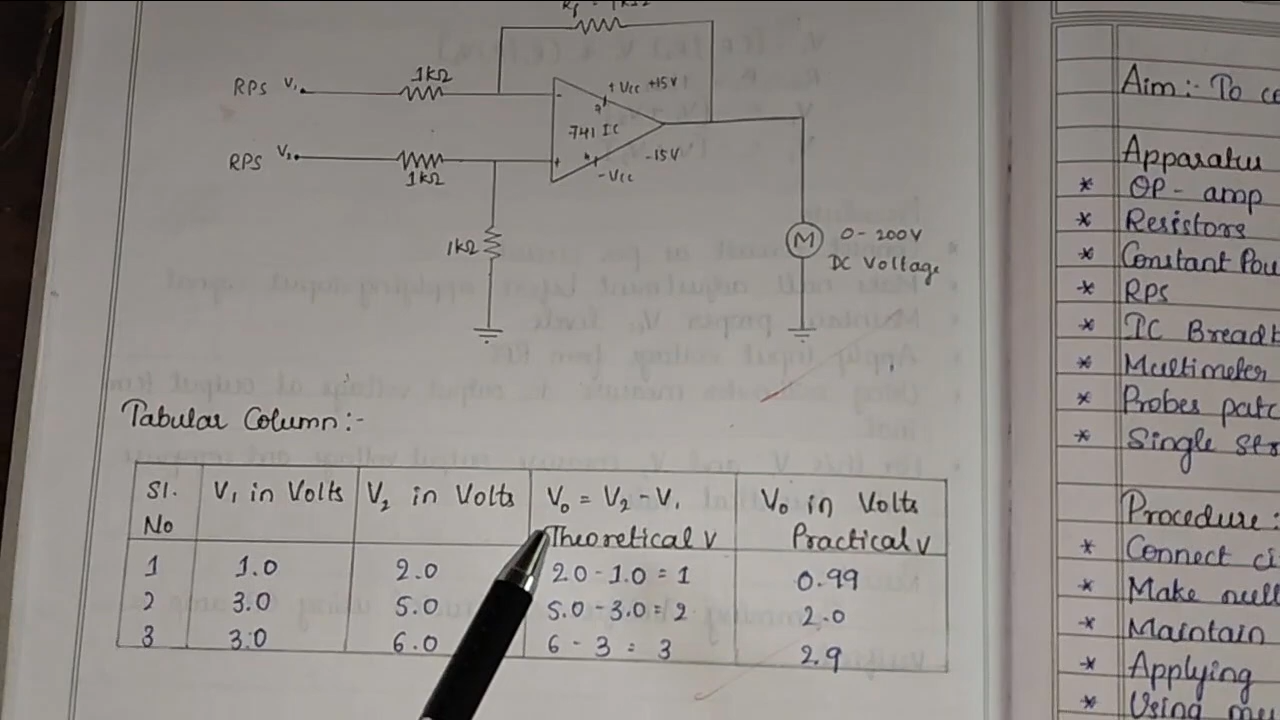 Rf = 1kΩ
1kΩ
RPS V₁
+Vcc +15V
-
741 IC
RPS V₂
+
-15V
-Vcc
1kΩ
1kΩ
M
0-200V
DC Voltage
Tabular Column:-
Sl. No V₁ in Volts V₂ in Volts V₀ = V₂-V₁ Theoretical V V₀ in Volts Practical V
1 1.0 2.0 2.0-1.0 = 1 0.99
2 3.0 5.0 5.0-3.0 = 2 2.0
3 3.0 6.0 6 - 3 = 3 2.9
Aim:- To
Apparatus
* OP-amp
* Resistors
* Constant
* RPS
* IC
* Multimeter
* Probes
* Single
Procedure:
* Connect
* Make null
* Maintain
* Applying
* Using